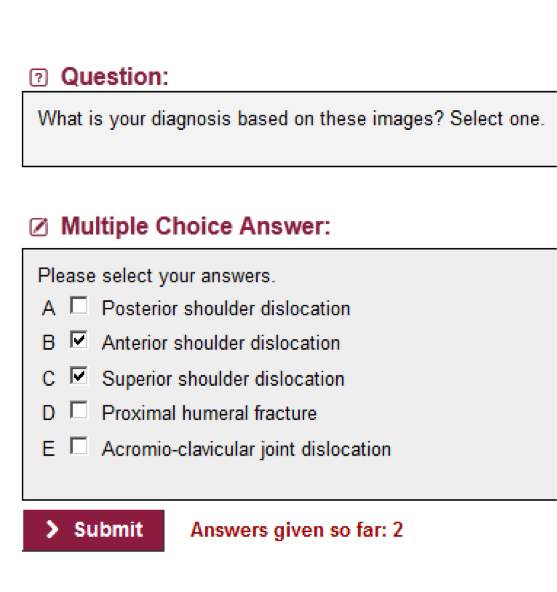 Question:
What is your diagnosis based on these images? Select one.
Multiple Choice Answer:
Please select your answers.
A Posterior shoulder dislocation
B Anterior shoulder dislocation
C Superior shoulder dislocation
D Proximal humeral fracture
E Acromio-clavicular joint dislocation
Submit Answers given so far: 2